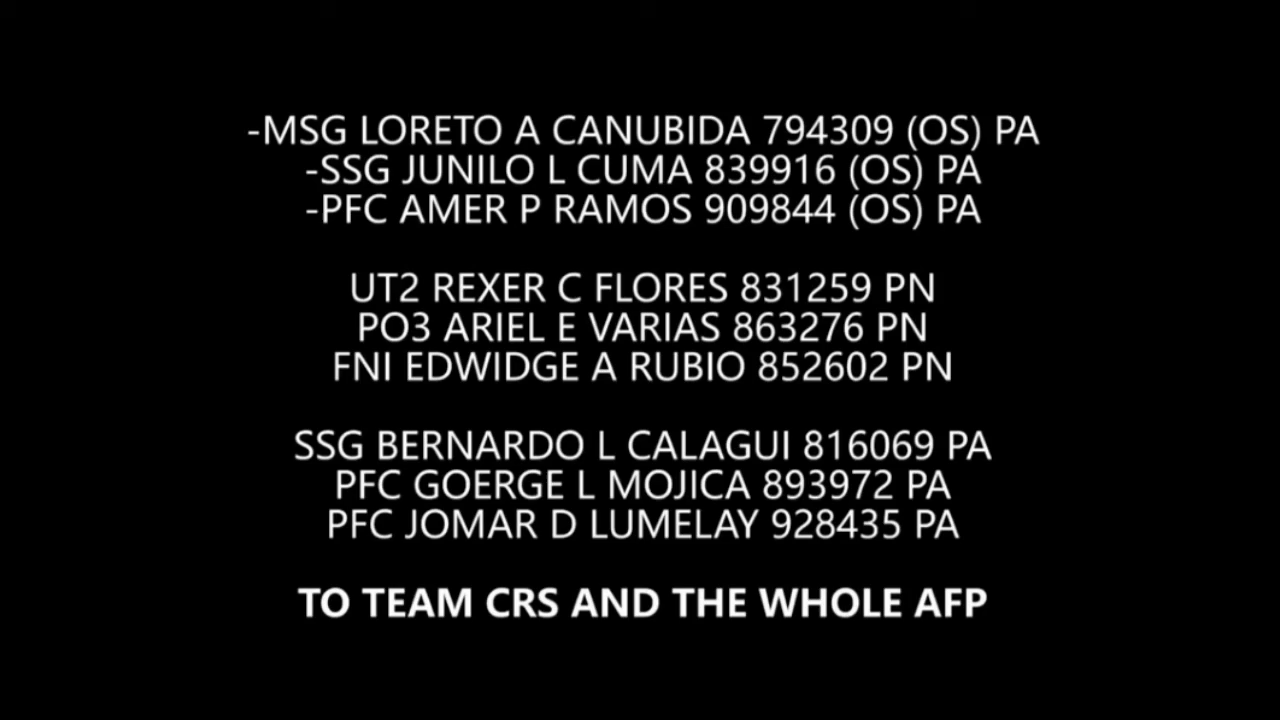 -MSG LORETO A CANUBIDA 794309 (OS) PA
-SSG JUNILO L CUMA 839916 (OS) PA
-PFC AMER P RAMOS 909844 (OS) PA
UT2 REXER C FLORES 831259 PN
PO3 ARIEL E VARIAS 863276 PN
FNI EDWIDGE A RUBIO 852602 PN
SSG BERNARDO L CALAGUI 816069 PA
PFC GOERGE L MOJICA 893972 PA
PFC JOMAR D LUMELAY 928435 PA
TO TEAM CRS AND THE WHOLE AFP